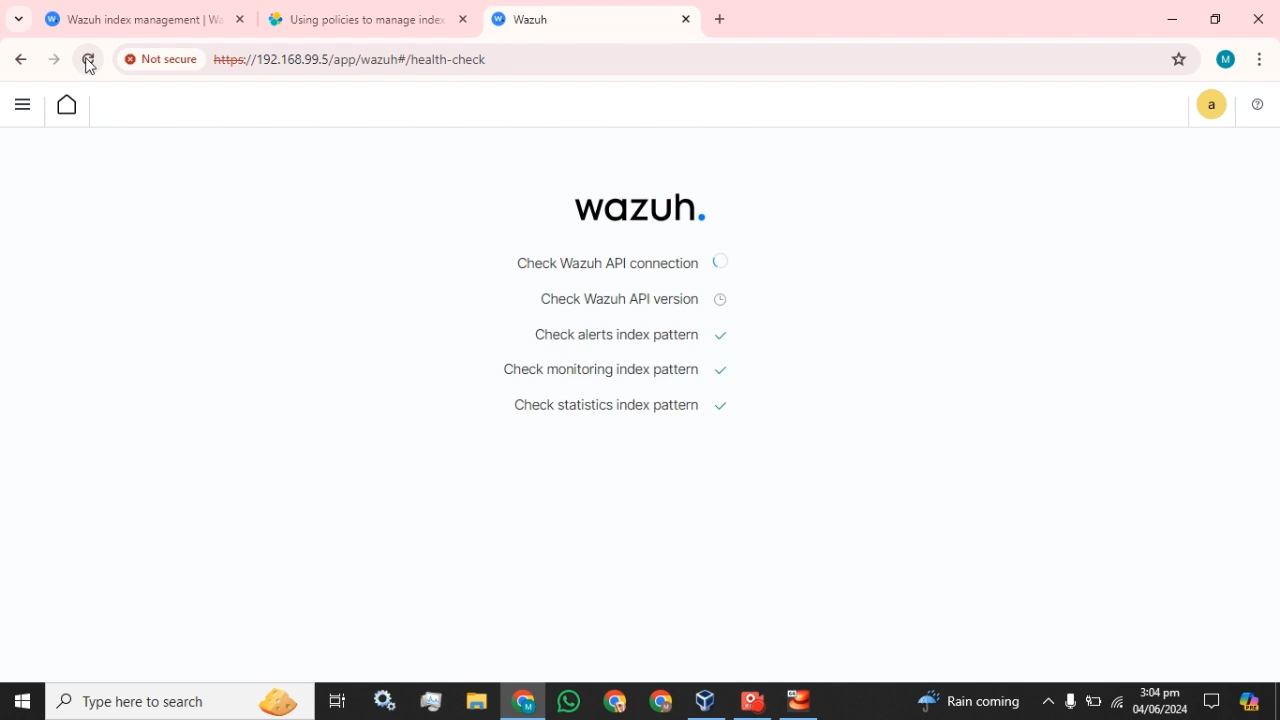 Wazuh index management | Wa
Using policies to manage index
Wazuh
Not secure
https://192.168.99.5/app/wazuh#/health-check
M
a
wazuh.
Check Wazuh API connection
Check Wazuh API version
Check alerts index pattern
Check monitoring index pattern
Check statistics index pattern
Type here to search
Rain coming
3:04 pm
04/06/2024